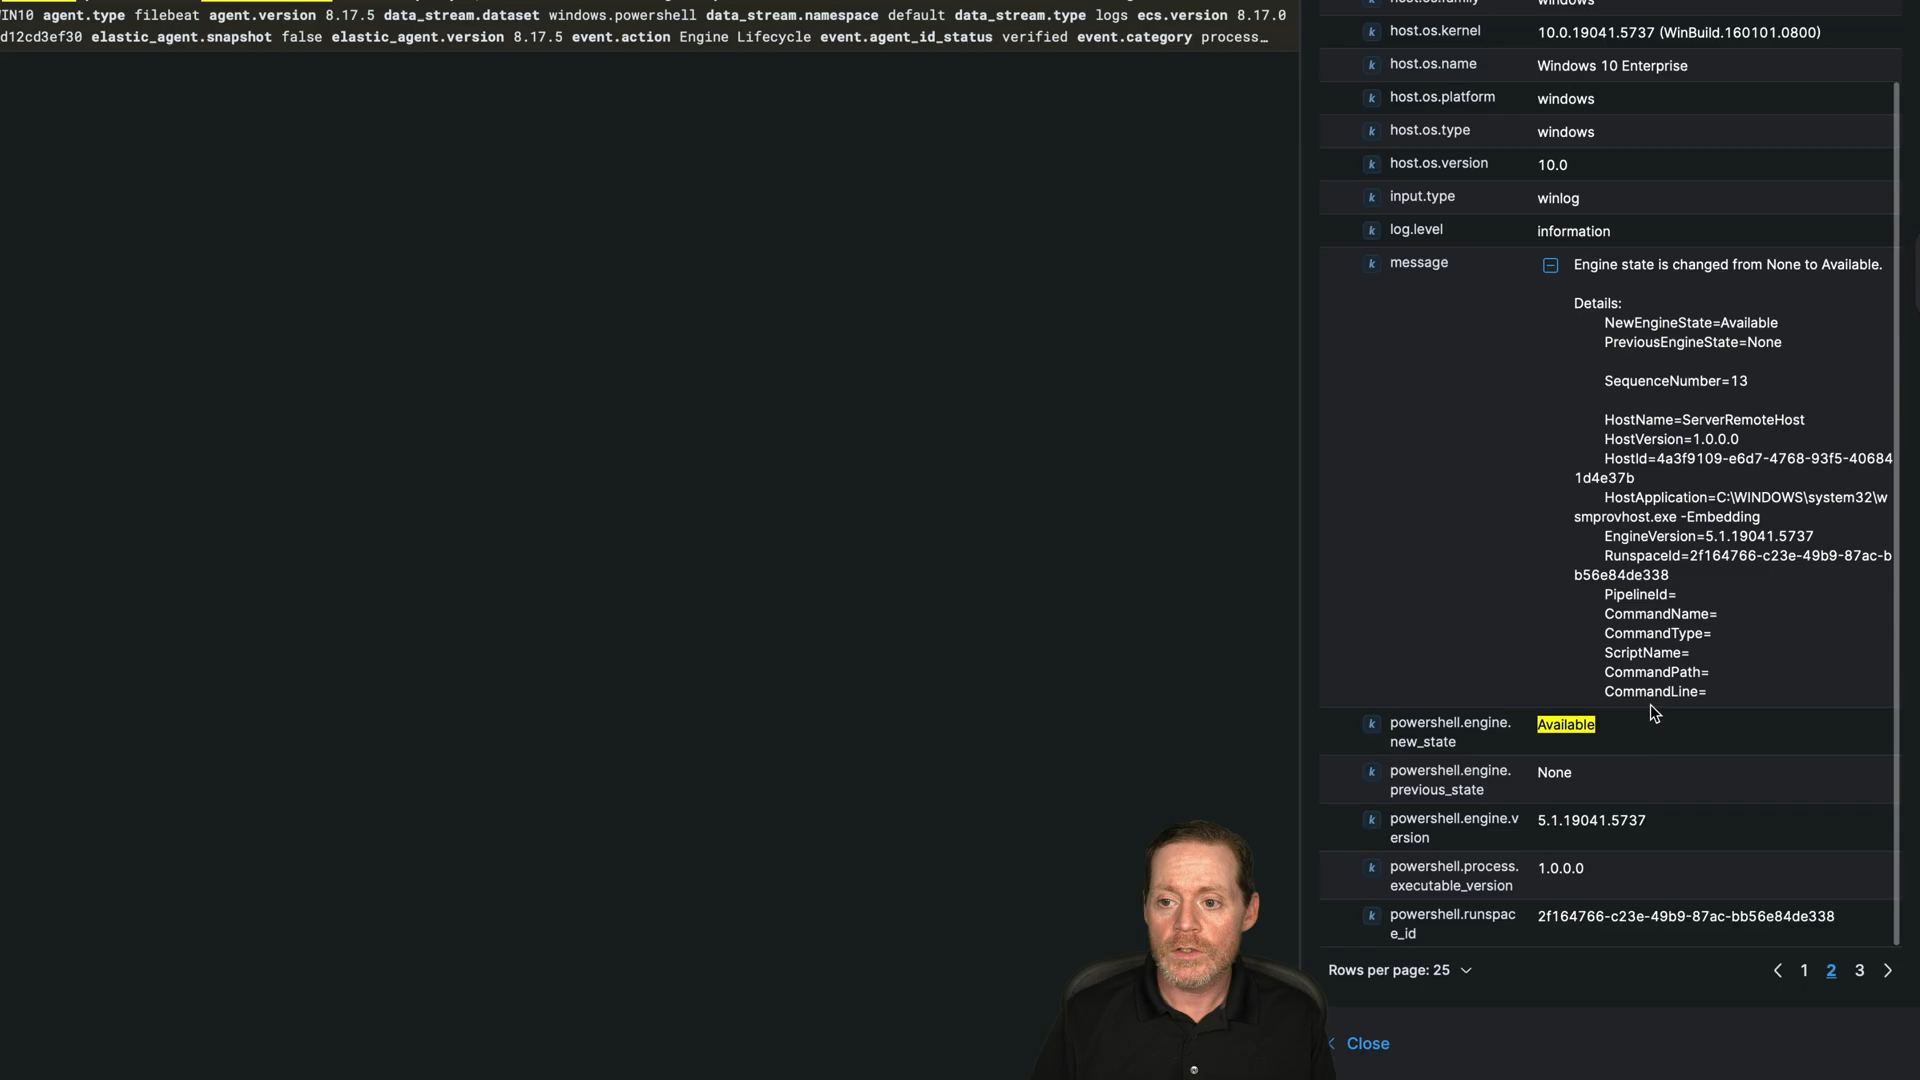 IN10 agent.type filebeat agent.version 8.17.5 data_stream.dataset windows.powershell data_stream.namespace default data_stream.type logs ecs.version 8.17.0
d12cd3ef30 elastic_agent.snapshot false elastic_agent.version 8.17.5 event.action Engine Lifecycle event.agent_id_status verified event.category process…
windows
k host.os.kernel 10.0.19041.5737 (WinBuild.160101.0800)
k host.os.name Windows 10 Enterprise
k host.os.platform windows
k host.os.type windows
k host.os.version 10.0
k input.type winlog
k log.level information
k message Engine state is changed from None to Available.
Details:
NewEngineState=Available
PreviousEngineState=None
SequenceNumber=13
HostName=ServerRemoteHost
HostVersion=1.0.0.0
HostId=4a3f9109-e6d7-4768-93f5-40684
1d4e37b
HostApplication=C:\WINDOWS\system32\w
smprovhost.exe -Embedding
EngineVersion=5.1.19041.5737
RunspaceId=2f164766-c23e-49b9-87ac-b
b56e84de338
PipelineId=
CommandName=
CommandType=
ScriptName=
CommandPath=
CommandLine=
k powershell.engine. Available
new_state
k powershell.engine. None
previous_state
k powershell.engine.v 5.1.19041.5737
ersion
k powershell.process. 1.0.0.0
executable_version
k powershell.runspac 2f164766-c23e-49b9-87ac-bb56e84de338
e_id
Rows per page: 25 1 2 3
Close